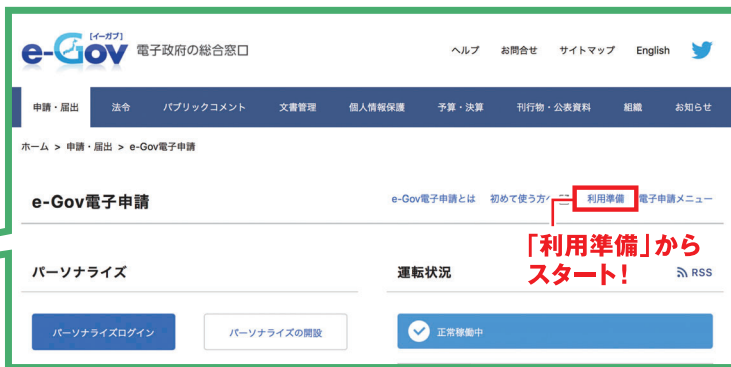 [イーガブ]
e-Gov 電子政府の総合窓口
ヘルプ お問合せ サイトマップ English
申請・届出 法令 パブリックコメント 文書管理 個人情報保護 予算・決算 刊行物・公表資料 組織 お知らせ
ホーム > 申請・届出 > e-Gov電子申請
e-Gov電子申請
e-Gov電子申請とは 初めて使う方へ 利用準備 電子申請メニュー
「利用準備」から
スタート!
パーソナライズ
運転状況
RSS
パーソナライズログイン パーソナライズの開設
正常稼働中